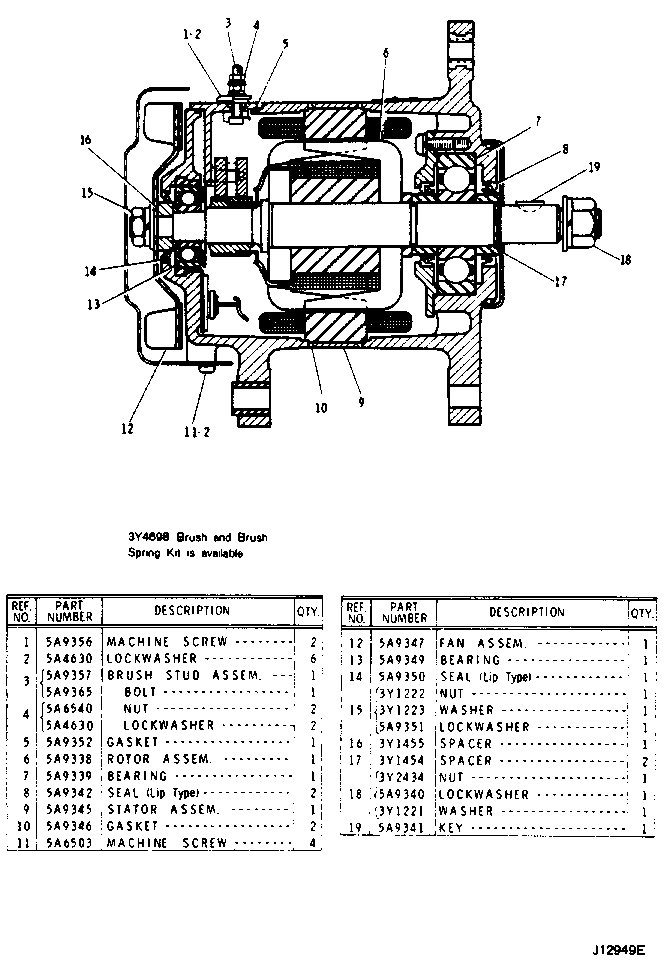 3
4
1-2
5
6
7
8
19
16
15
14
13
17
18
12
11-2
10
9
3Y4698 Brush and Brush
Spring Kit is available
REF. NO. PART NUMBER DESCRIPTION QTY.
1 5A9356 MACHINE SCREW -------- 2
2 5A4630 LOCKWASHER ------------ 6
3 5A9357 BRUSH STUD ASSEM. --- 1
5A9365 BOLT ----------------- 1
4 5A6540 NUT ------------------ 2
5A4630 LOCKWASHER --------- 2
5 5A9352 GASKET ---------------- 1
6 5A9338 ROTOR ASSEM. ---------- 1
7 5A9339 BEARING --------------- 1
8 5A9342 SEAL (Lip Type) ----------- 2
9 5A9345 STATOR ASSEM. --------- 1
10 5A9346 GASKET ---------------- 2
11 5A6503 MACHINE SCREW -------- 4
REF. NO. PART NUMBER DESCRIPTION QTY.
12 5A9347 FAN ASSEM. ------------ 1
13 5A9349 BEARING --------------- 1
14 5A9350 SEAL (Lip Type) ----------- 1
3Y1222 NUT ------------------- 1
15 3Y1223 WASHER ---------------- 1
5A9351 LOCKWASHER ------------ 1
16 3Y1455 SPACER ---------------- 1
17 3Y1454 SPACER ---------------- 2
3Y2434 NUT ------------------- 1
18 5A9340 LOCKWASHER ------------ 1
3Y1221 WASHER ---------------- 1
19 5A9341 KEY ------------------- 1
J12949E